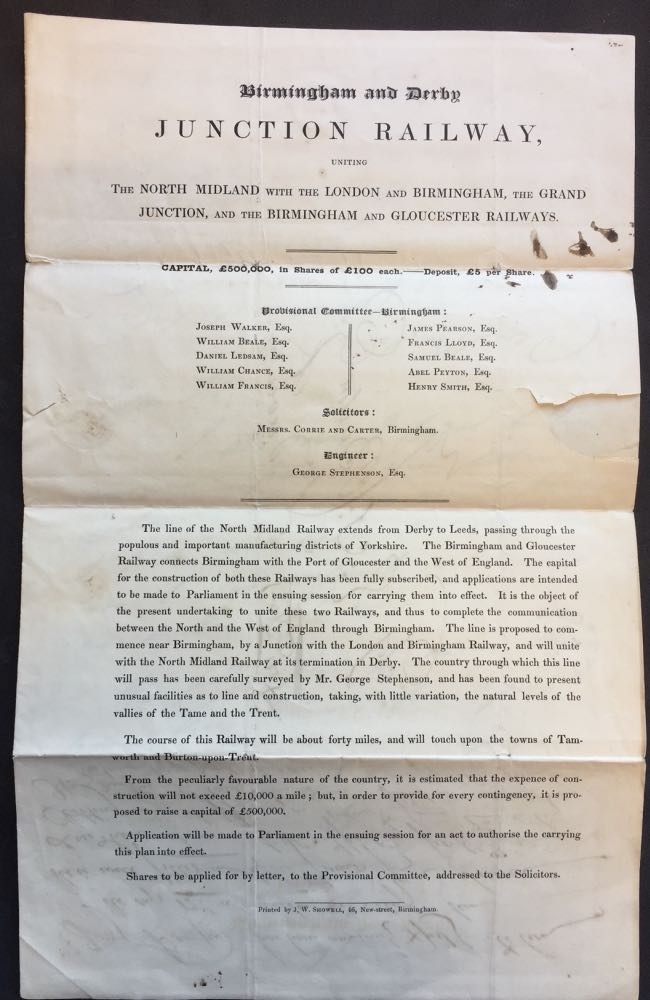 Birmingham and Derby
JUNCTION RAILWAY,
UNITING
THE NORTH MIDLAND WITH THE LONDON AND BIRMINGHAM, THE GRAND
JUNCTION, AND THE BIRMINGHAM AND GLOUCESTER RAILWAYS.
CAPITAL, £500,000, in Shares of £100 each.—Deposit, £5 per Share.
Provisional Committee—Birmingham:
JOSEPH WALKER, Esq.
WILLIAM BEALE, Esq.
DANIEL LEDSAM, Esq.
WILLIAM CHANCE, Esq.
WILLIAM FRANCIS, Esq.
JAMES PEARSON, Esq.
FRANCIS LLOYD, Esq.
SAMUEL BEALE, Esq.
ABEL PEYTON, Esq.
HENRY SMITH, Esq.
Solicitors:
MESSRS. CORRIE AND CARTER, Birmingham.
Engineer:
GEORGE STEPHENSON, Esq.
The line of the North Midland Railway extends from Derby to Leeds, passing through the
populous and important manufacturing districts of Yorkshire. The Birmingham and Gloucester
Railway connects Birmingham with the Port of Gloucester and the West of England. The capital
for the construction of both these Railways has been fully subscribed, and applications are intended
to be made to Parliament in the ensuing session for carrying them into effect. It is the object of
the present undertaking to unite these two Railways, and thus to complete the communication
between the North and the West of England through Birmingham. The line is proposed to com-
mence near Birmingham, by a Junction with the London and Birmingham Railway, and will unite
with the North Midland Railway at its termination in Derby. The country through which this line
will pass has been carefully surveyed by Mr. George Stephenson, and has been found to present
unusual facilities as to line and construction, taking, with little variation, the natural levels of the
vallies of the Tame and the Trent.
The course of this Railway will be about forty miles, and will touch upon the towns of Tam-
worth and Burton-upon-Trent.
From the peculiarly favourable nature of the country, it is estimated that the expence of con-
struction will not exceed £10,000 a mile; but, in order to provide for every contingency, it is pro-
posed to raise a capital of £500,000.
Application will be made to Parliament in the ensuing session for an act to authorise the carrying
this plan into effect.
Shares to be applied for by letter, to the Provisional Committee, addressed to the Solicitors.
Printed by J. W. SHOWELL, 46, New-street, Birmingham.